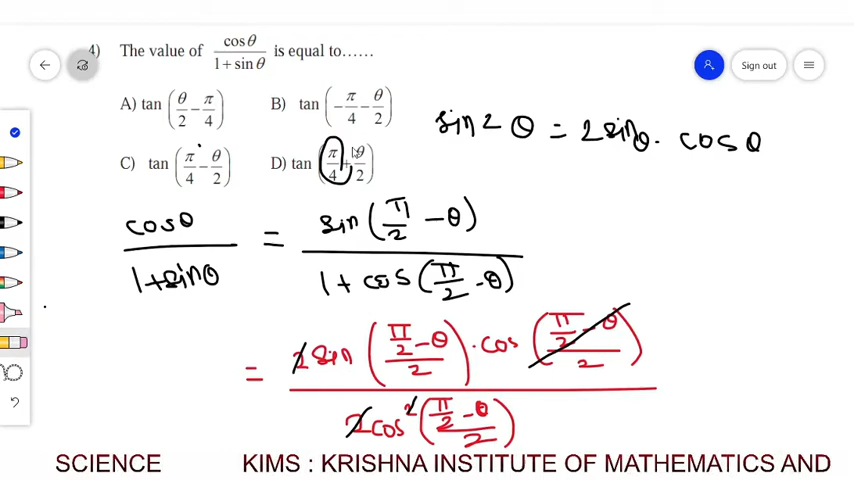 4) The value of cosθ / 1 + sinθ is equal to......
Sign out
A) tan (θ/2 − π/4) B) tan (−π/4 − θ/2)
sin2θ = 2sinθ. cosθ
C) tan (π/4 − θ/2) D) tan (π/4 + θ/2)
cosθ / 1+sinθ = sin(π/2 − θ) / 1 + cos(π/2 − θ)
= 2sin((π/2 − θ)/2) · cos((π/2 − θ)/2) / 2cos²((π/2 − θ)/2)
SCIENCE KIMS : KRISHNA INSTITUTE OF MATHEMATICS AND